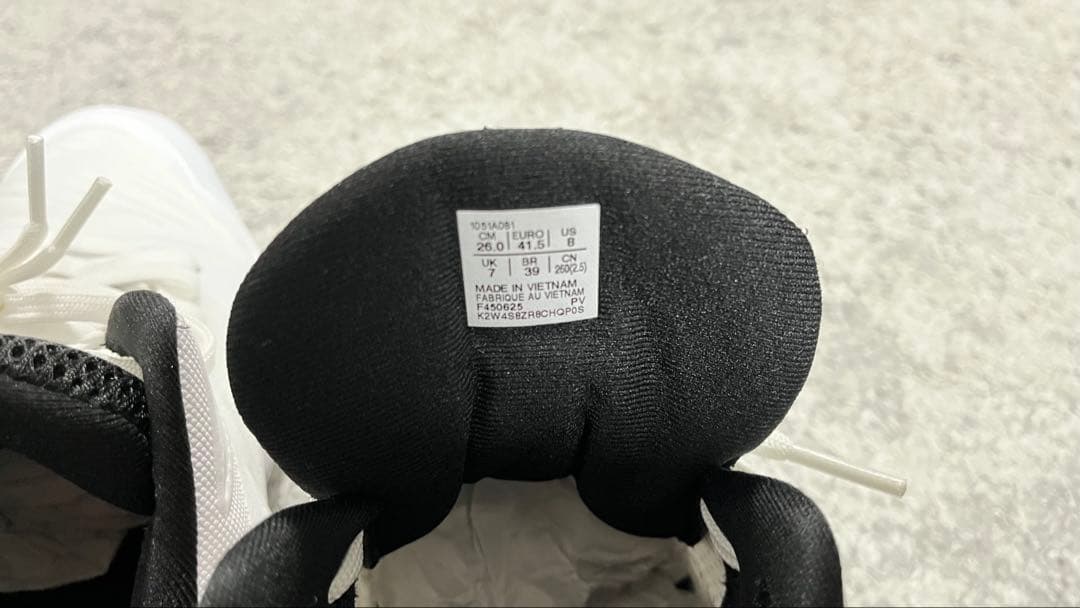 1051A081
CM EURO US
26.0 41.5 8
UK BR CN
7 39 260(2.5)
MADE IN VIETNAM
FABRIQUE AU VIETNAM
F450625 PV
K2W4S8ZR8CHQP0S